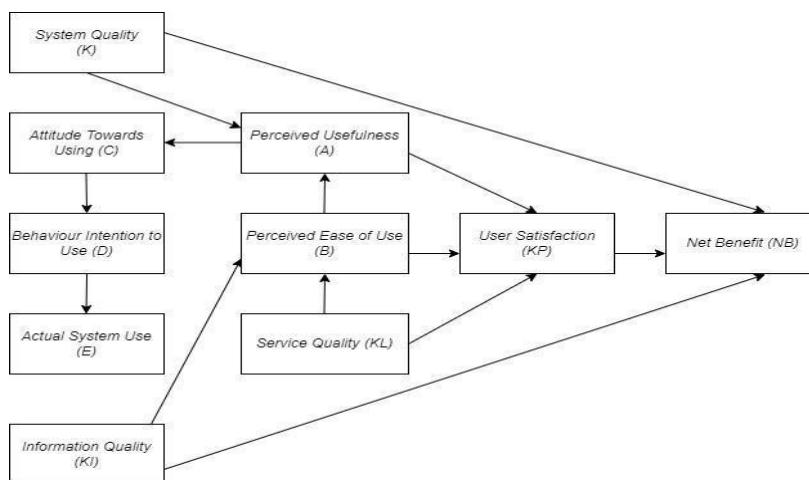 System Quality
(K)
Attitude Towards
Using (C)
Perceived Usefulness
(A)
Behaviour Intention to
Use (D)
Perceived Ease of Use
(B)
User Satisfaction
(KP)
Net Benefit (NB)
Actual System Use
(E)
Service Quality (KL)
Information Quality
(KI)